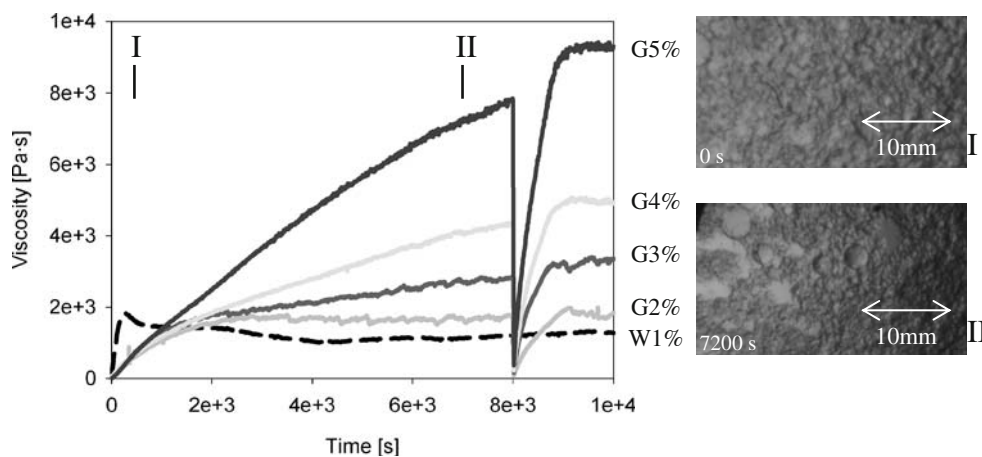 1e+4
8e+3
6e+3
4e+3
2e+3
0
Viscosity [Pa·s]
I
II
0
2e+3
4e+3
6e+3
8e+3
1e+4
Time [s]
G5%
G4%
G3%
G2%
W1%
10mm
0 s
I
10mm
7200 s
II